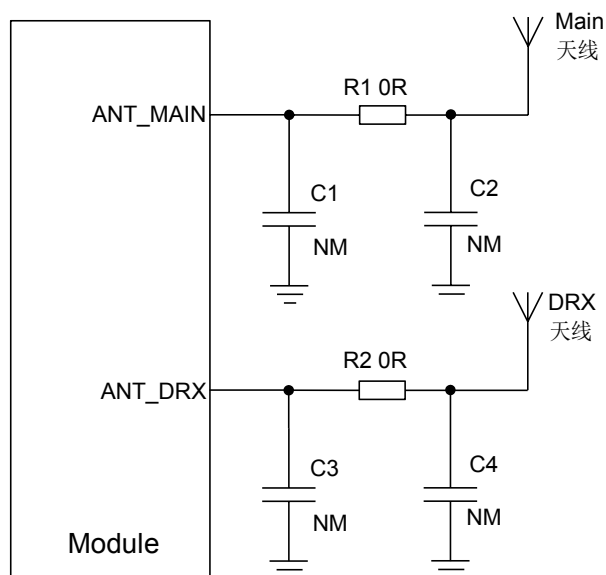 Main
天线
R1 0R
ANT_MAIN
C1
C2
NM
NM
DRX
天线
R2 0R
ANT_DRX
C3
C4
NM
NM
Module